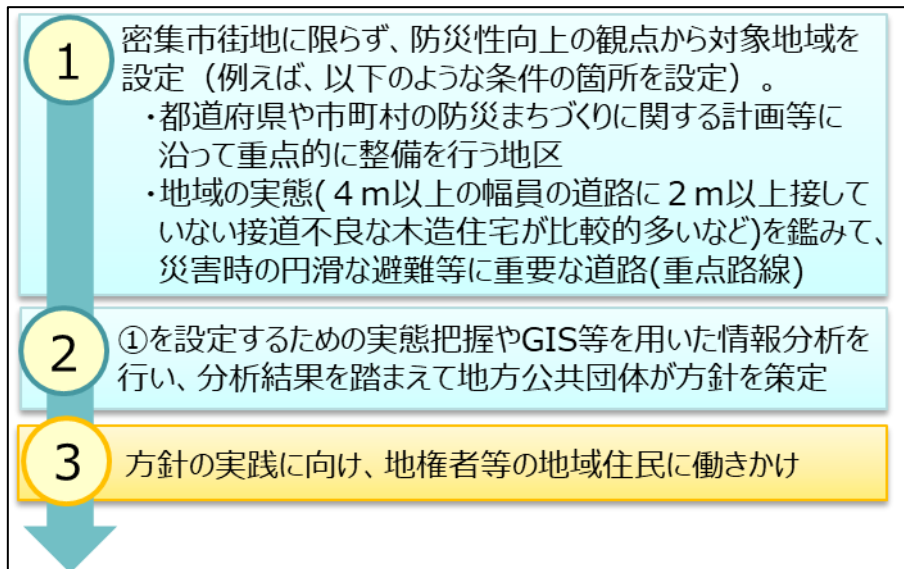 1
密集市街地に限らず、防災性向上の観点から対象地域を
設定（例えば、以下のような条件の箇所を設定）。
・都道府県や市町村の防災まちづくりに関する計画等に
沿って重点的に整備を行う地区
・地域の実態(４ｍ以上の幅員の道路に２ｍ以上接して
いない接道不良な木造住宅が比較的多いなど)を鑑みて、
災害時の円滑な避難等に重要な道路(重点路線)
2
①を設定するための実態把握やGIS等を用いた情報分析を
行い、分析結果を踏まえて地方公共団体が方針を策定
3
方針の実践に向け、地権者等の地域住民に働きかけ